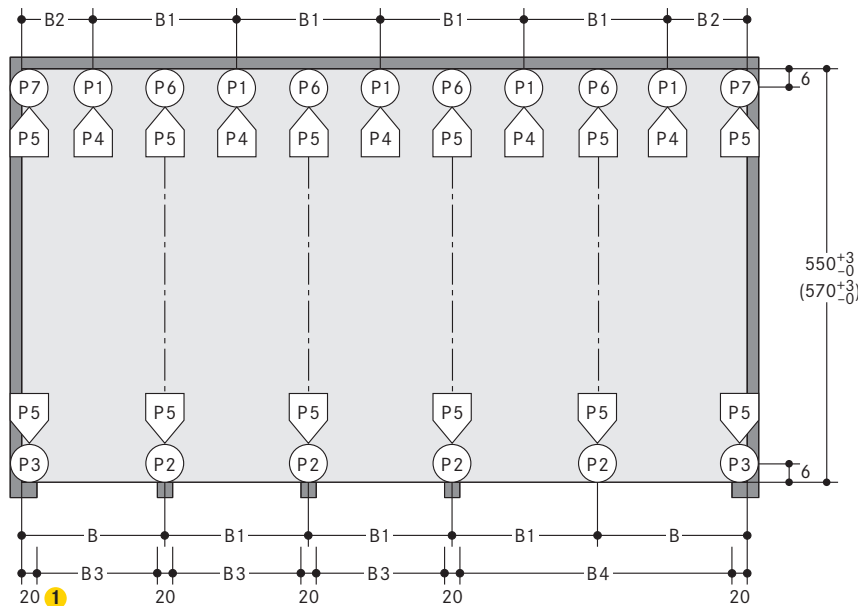 B2 B1 B1 B1 B1 B2
P7 P1 P6 P1 P6 P1 P6 P1 P6 P1 P7
6
P5 P4 P5 P4 P5 P4 P5 P4 P5 P4 P5
550 +3 -0
(570 +3 -0)
P5 P5 P5 P5 P5 P5
P3 P2 P2 P2 P2 P3
6
B B1 B1 B1 B
B3 B3 B3 B4
20 1 20 20 20 20